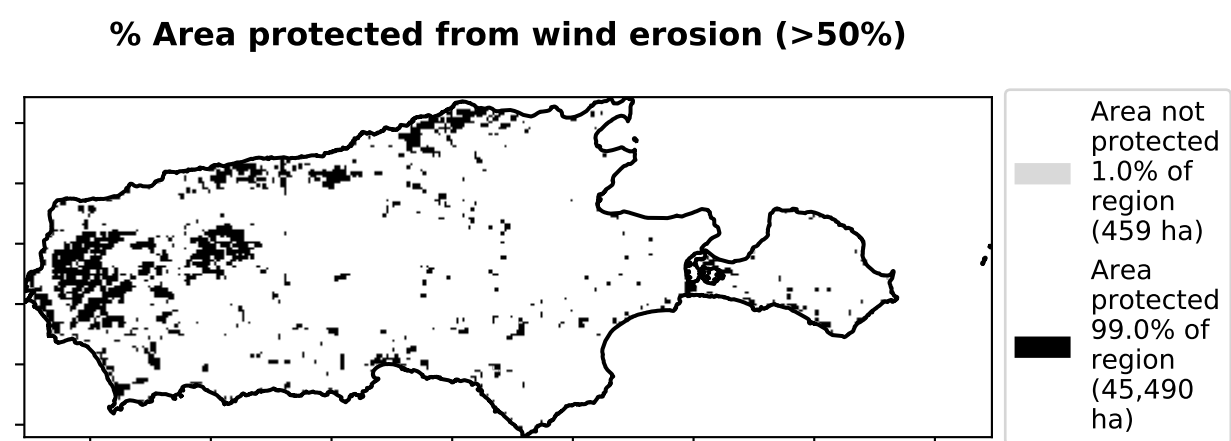 % Area protected from wind erosion (>50%)
Area not
protected
1.0% of
region
(459 ha)
Area
protected
99.0% of
region
(45,490
ha)